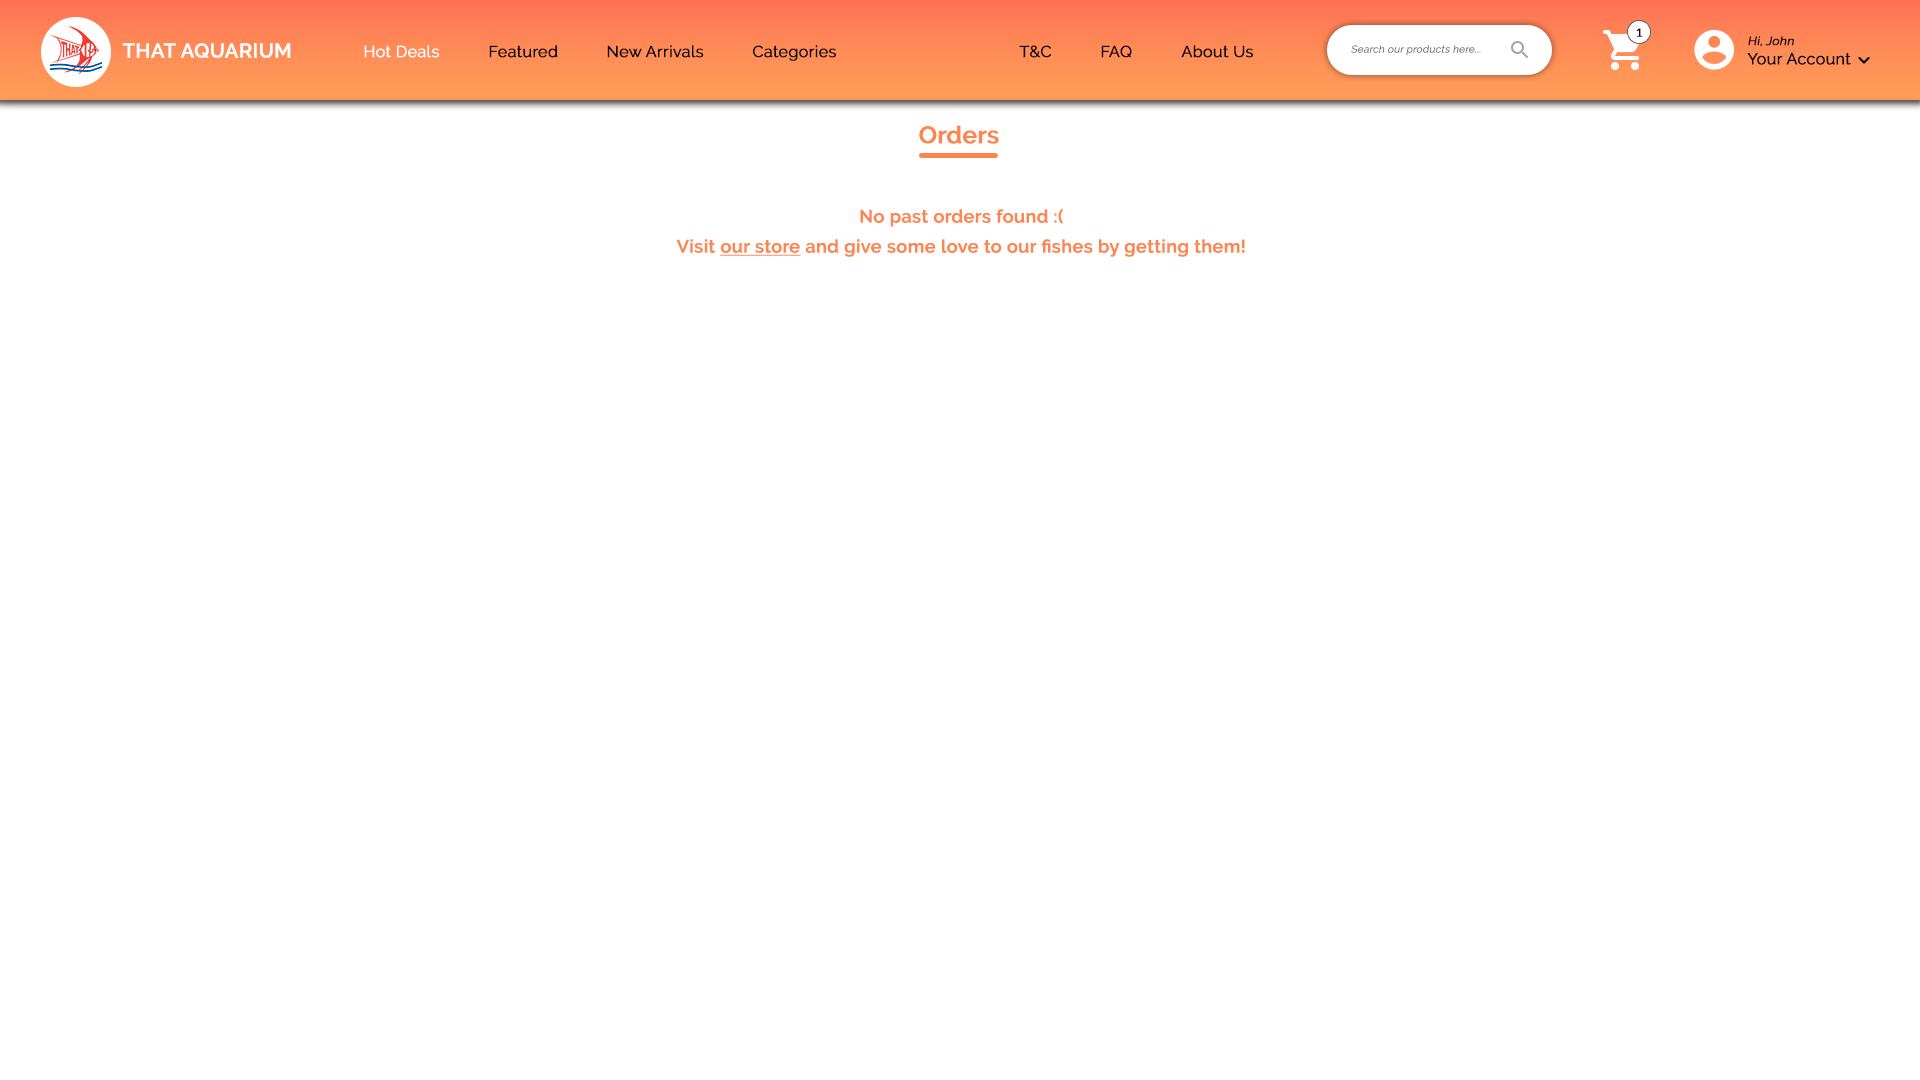 THAT
THAT AQUARIUM
Hot Deals
Featured
New Arrivals
Categories
T&C
FAQ
About Us
Search our products here...
1
Hi, John
Your Account
Orders
No past orders found :(
Visit our store and give some love to our fishes by getting them!